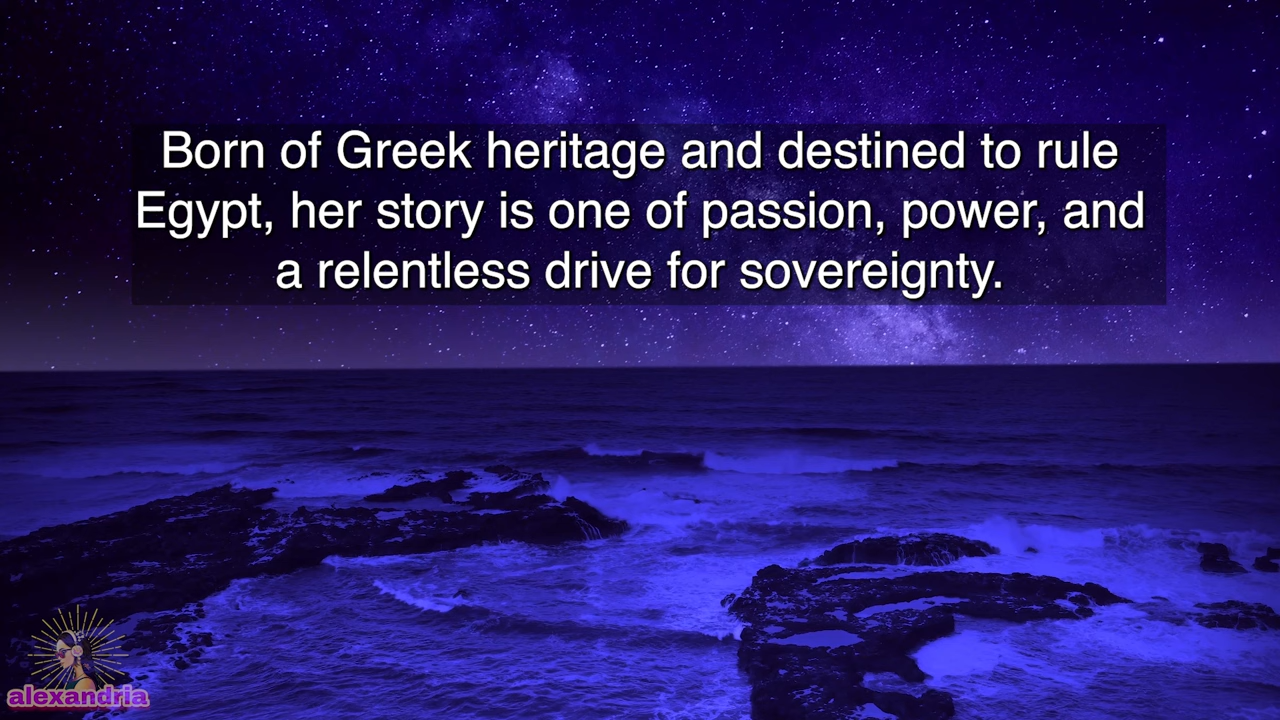 Born of Greek heritage and destined to rule
Egypt, her story is one of passion, power, and
a relentless drive for sovereignty.
alexandria